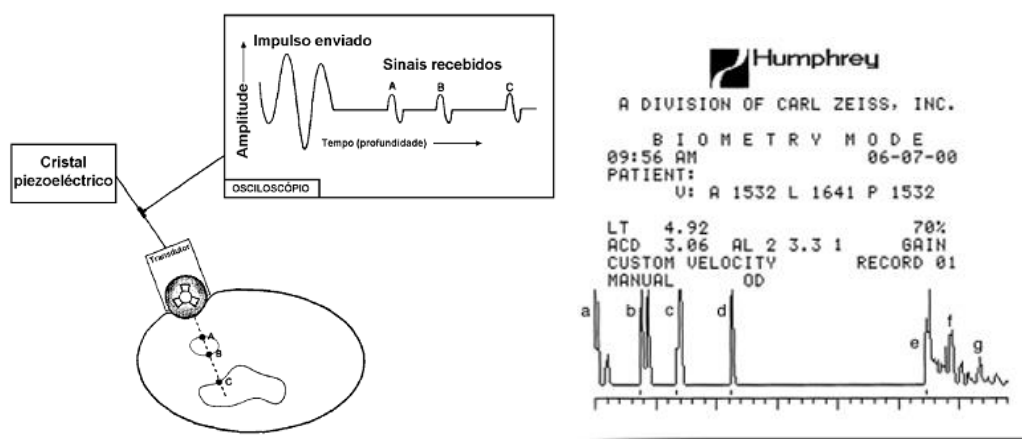 Impulso enviado
Sinais recebidos
A B C
Amplitude
Tempo (profundidade)
OSCILOSCÓPIO
Cristal
piezoeléctrico
Transdutor
A
B
C
Humphrey
A DIVISION OF CARL ZEISS, INC.
BIOMETRY MODE
09:56 AM 06-07-00
PATIENT:
V: A 1532 L 1641 P 1532
LT 4.92 70%
ACD 3.06 AL 2 3.3 1 GAIN
CUSTOM VELOCITY RECORD 01
MANUAL OD
a b c d e f g